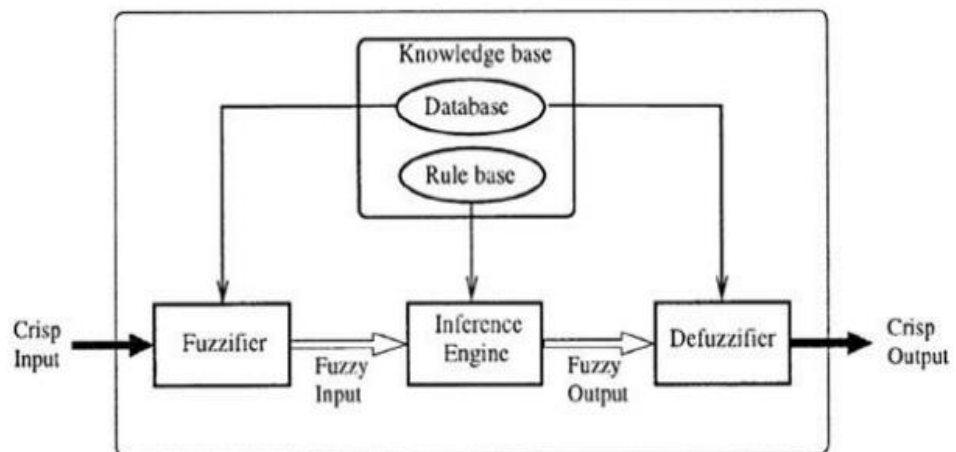 Knowledge base
Database
Rule base
Crisp
Input
Fuzzifier
Fuzzy
Input
Inference
Engine
Fuzzy
Output
Defuzzifier
Crisp
Output